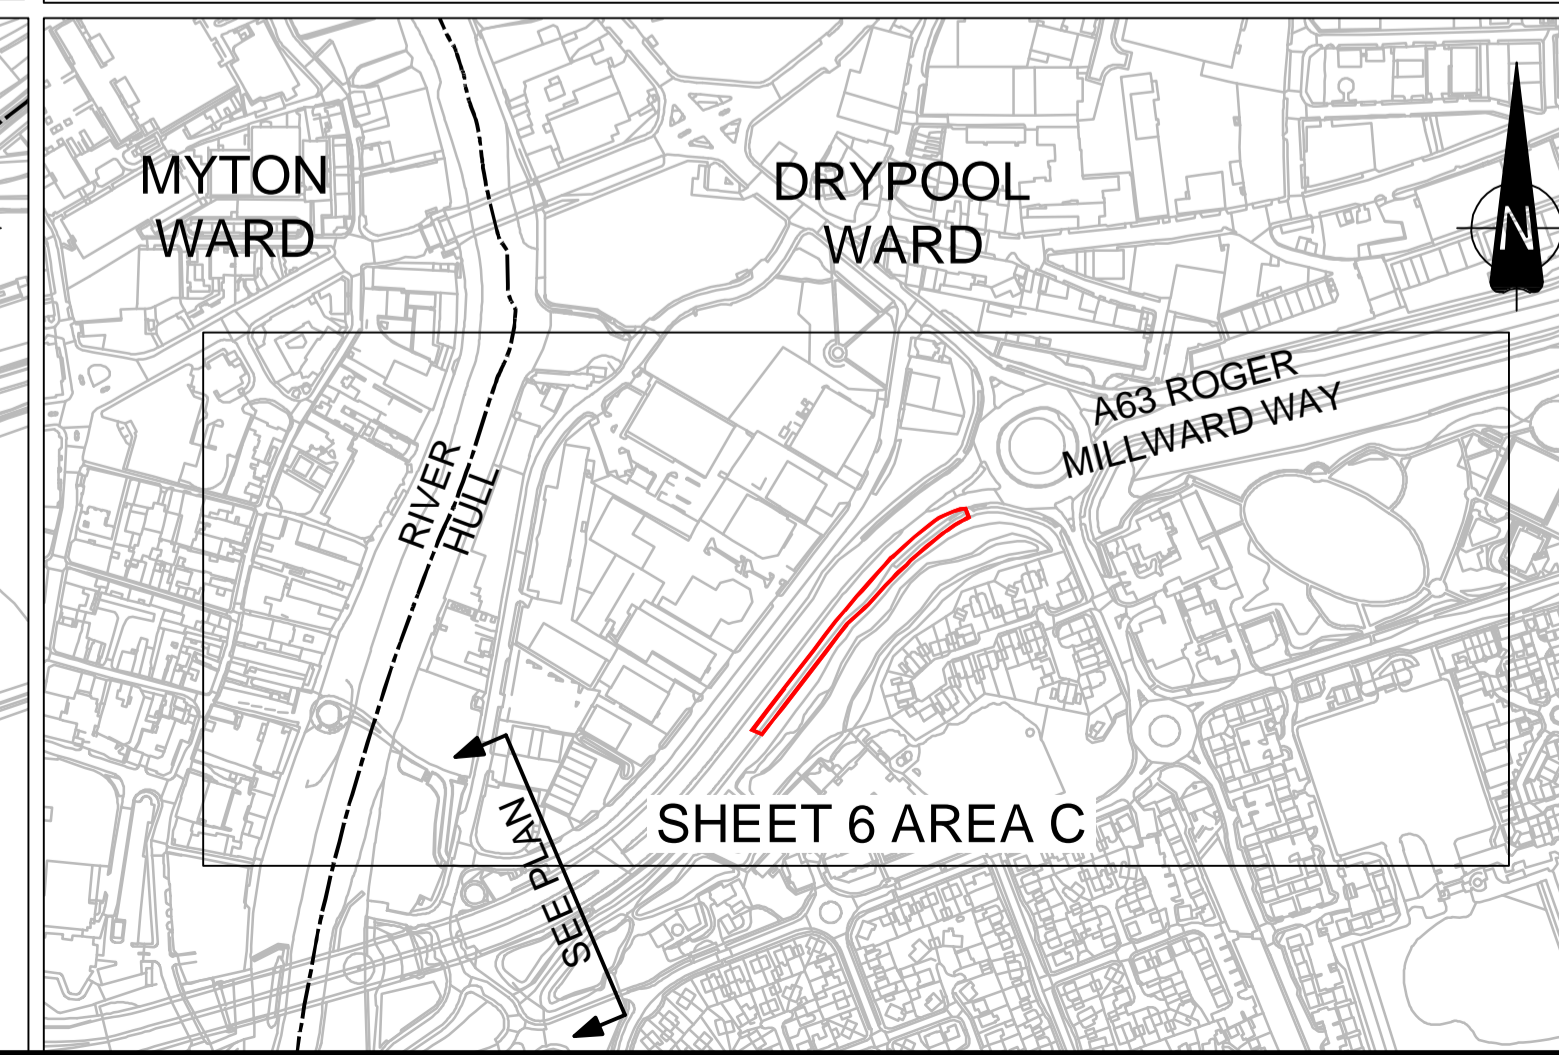 MYTON
WARD
DRYPOOL
WARD
N
A63 ROGER
MILLWARD WAY
RIVER
HULL
SEE PLAN
SHEET 6 AREA C